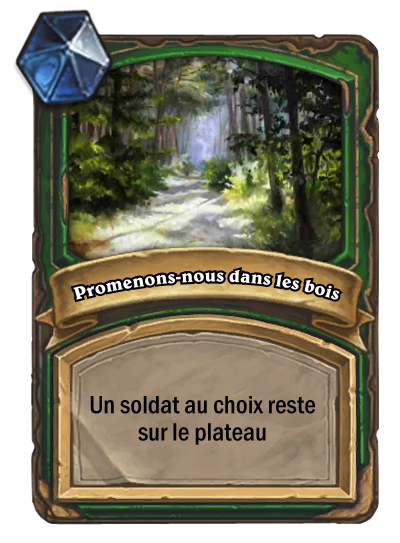 Promenons-nous dans les bois
Un soldat au choix reste
sur le plateau